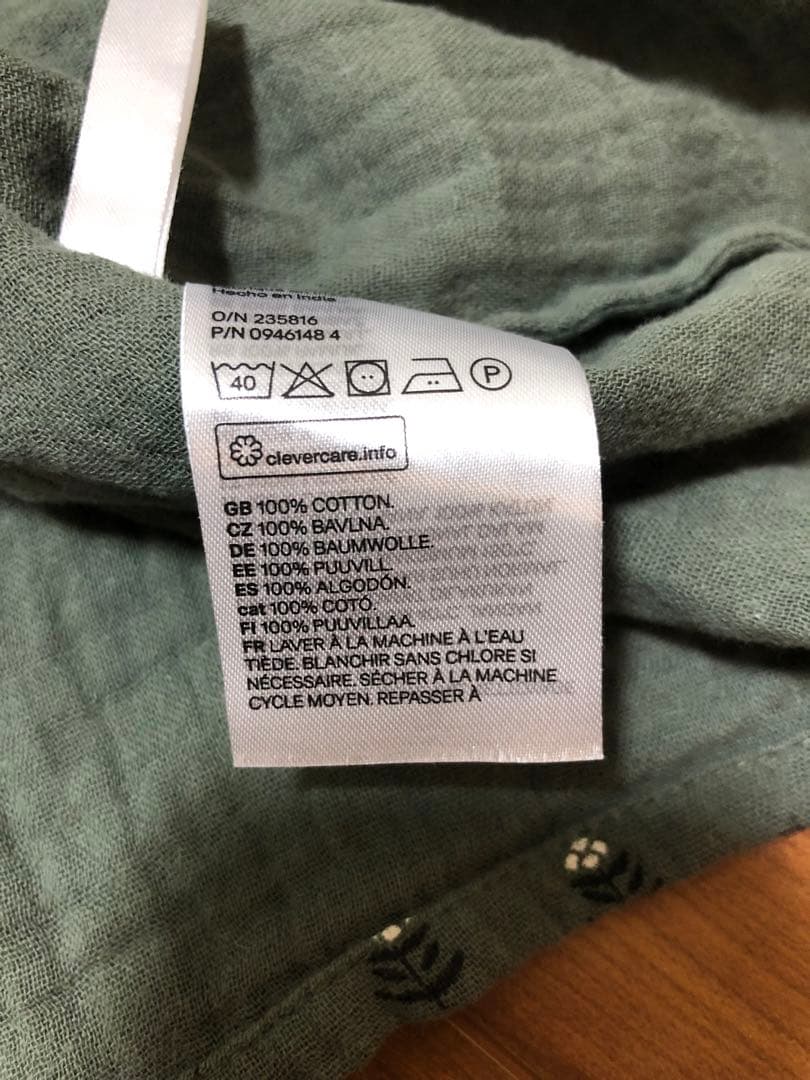 Hecho en India
O/N 235816
P/N 0946148 4
40
P
clevercare.info
GB 100% COTTON.
CZ 100% BAVLNA.
DE 100% BAUMWOLLE.
EE 100% PUUVILL.
ES 100% ALGODÓN.
cat 100% COTÓ.
FI 100% PUUVILLAA.
FR LAVER À LA MACHINE À L'EAU
TIÈDE. BLANCHIR SANS CHLORE SI
NÉCESSAIRE. SÉCHER À LA MACHINE
CYCLE MOYEN. REPASSER À